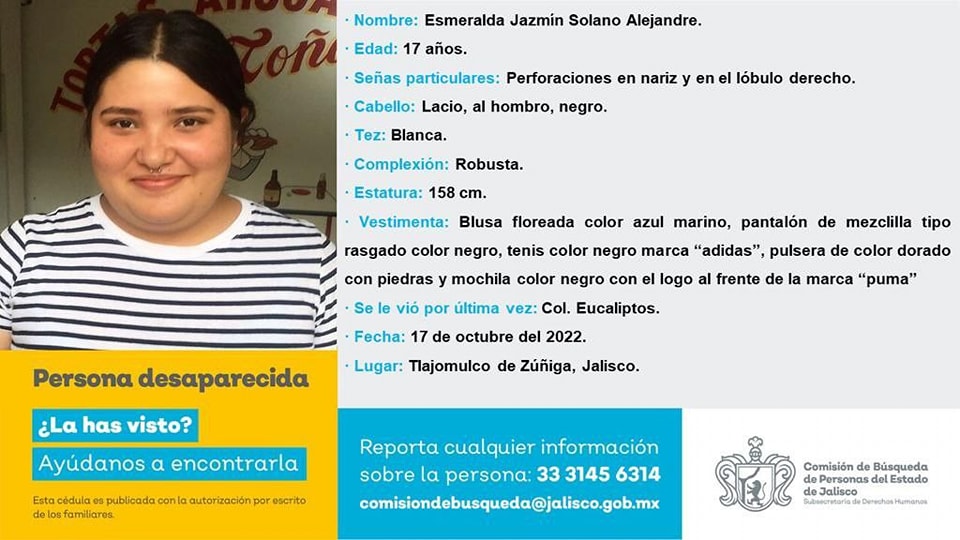 TORTAS AHOGA
Toña
· Nombre: Esmeralda Jazmín Solano Alejandre.
· Edad: 17 años.
· Señas particulares: Perforaciones en nariz y en el lóbulo derecho.
· Cabello: Lacio, al hombro, negro.
· Tez: Blanca.
· Complexión: Robusta.
· Estatura: 158 cm.
· Vestimenta: Blusa floreada color azul marino, pantalón de mezclilla tipo
rasgado color negro, tenis color negro marca “adidas”, pulsera de color dorado
con piedras y mochila color negro con el logo al frente de la marca “puma”
· Se le vió por última vez: Col. Eucaliptos.
· Fecha: 17 de octubre del 2022.
· Lugar: Tlajomulco de Zúñiga, Jalisco.
Persona desaparecida
¿La has visto?
Ayúdanos a encontrarla
Esta cédula es publicada con la autorización por escrito
de los familiares.
Reporta cualquier información
sobre la persona: 33 3145 6314
comisiondebusqueda@jalisco.gob.mx
Comisión de Búsqueda
de Personas del Estado
de Jalisco
Subsecretaría de Derechos Humanos